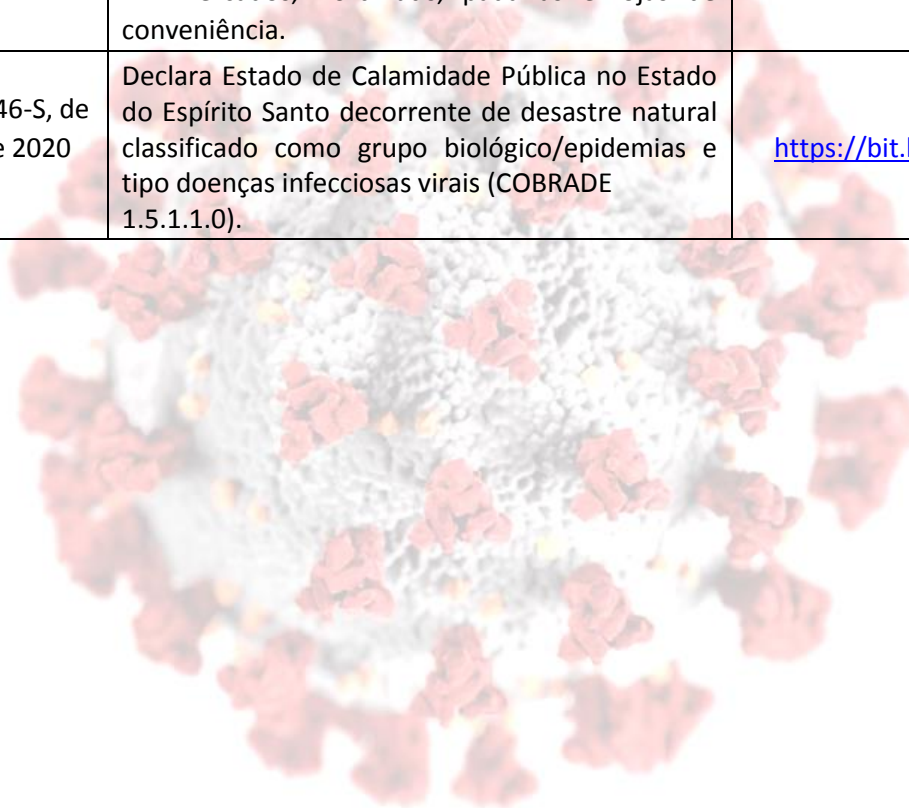 conveniência.
46-S, de
e 2020
Declara Estado de Calamidade Pública no Estado
do Espírito Santo decorrente de desastre natural
classificado como grupo biológico/epidemias e
tipo doenças infecciosas virais (COBRADE
1.5.1.1.0).
https://bit.l